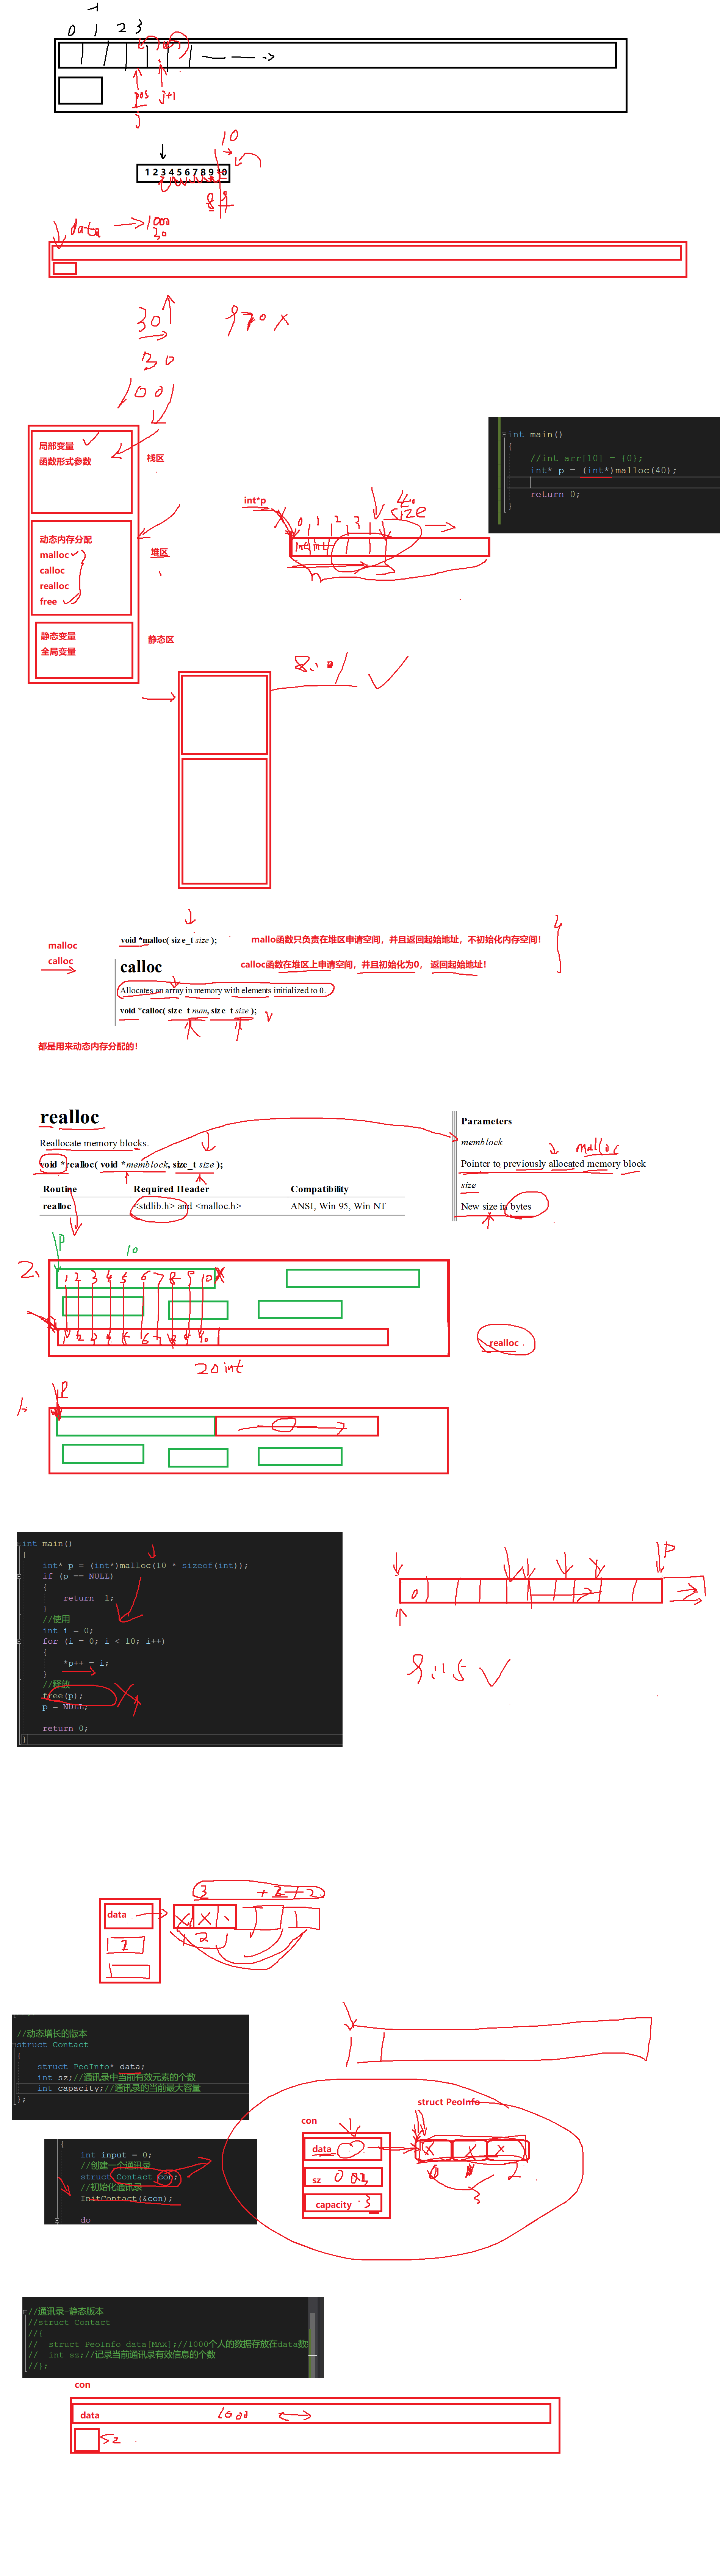 -1
0 1 2 3
pos j+1
j
10
1 2 3 4 5 6 7 8 9 10
8 9
data 1000
30
30 970 x
30
1001
局部变量
函数形式参数
栈区
int main()
{
//int arr[10] = {0};
int* p = (int*)malloc(40);
return 0;
}
int*p
0 1 2 3
size
int int
动态内存分配
malloc
calloc
realloc
free
堆区
静态变量
全局变量
静态区
malloc
calloc
void *malloc( size_t size );
mallo函数只负责在堆区申请空间，并且返回起始地址，不初始化内存空间！
calloc
calloc函数在堆区上申请空间，并且初始化为0， 返回起始地址！
Allocates an array in memory with elements initialized to 0.
void *calloc( size_t num, size_t size );
都是用来动态内存分配的！
realloc
Reallocate memory blocks.
void *realloc( void *memblock, size_t size );
Routine Required Header Compatibility
realloc <stdlib.h> and <malloc.h> ANSI, Win 95, Win NT
Parameters
memblock
malloc
Pointer to previously allocated memory block
size
New size in bytes
P 10
2、
1 2 3 4 5 6 7 8 9 10
1 2 3 4 5 6 7 8 9 10
20 int
realloc
P
int main()
{
int* p = (int*)malloc(10 * sizeof(int));
if (p == NULL)
{
return -1;
}
//使用
int i = 0;
for (i = 0; i < 10; i++)
{
*p++ = i;
}
//释放
free(p);
p = NULL;
return 0;
}
P
0
9:15
3 +2+2
data
2
//动态增长的版本
struct Contact
{
struct PeoInfo* data;
int sz;//通讯录中当前有效元素的个数
int capacity;//通讯录的当前最大容量
};
{
int input = 0;
//创建一个通讯录
struct Contact con;
//初始化通讯录
InitContact(&con);
do
struct PeoInfo
con
data
sz 0
capacity 3
2
3
//通讯录-静态版本
//struct Contact
//{
// struct PeoInfo data[MAX];//1000个人的数据存放在data数
// int sz;//记录当前通讯录有效信息的个数
//};
con
data 1000
sz